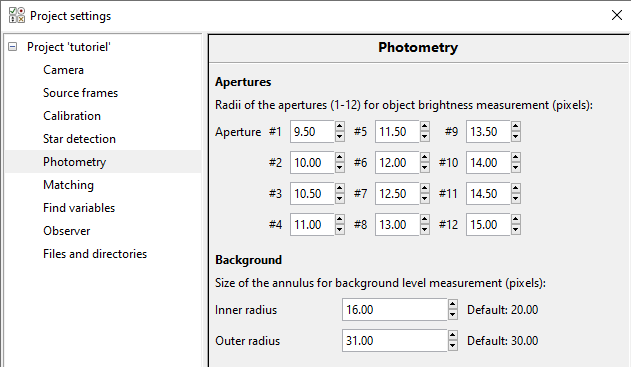 Project settings
Project 'tutoriel'
Camera
Source frames
Calibration
Star detection
Photometry
Matching
Find variables
Observer
Files and directories
Photometry
Apertures
Radii of the apertures (1-12) for object brightness measurement (pixels):
Aperture #1 9.50 #5 11.50 #9 13.50
#2 10.00 #6 12.00 #10 14.00
#3 10.50 #7 12.50 #11 14.50
#4 11.00 #8 13.00 #12 15.00
Background
Size of the annulus for background level measurement (pixels):
Inner radius 16.00 Default: 20.00
Outer radius 31.00 Default: 30.00